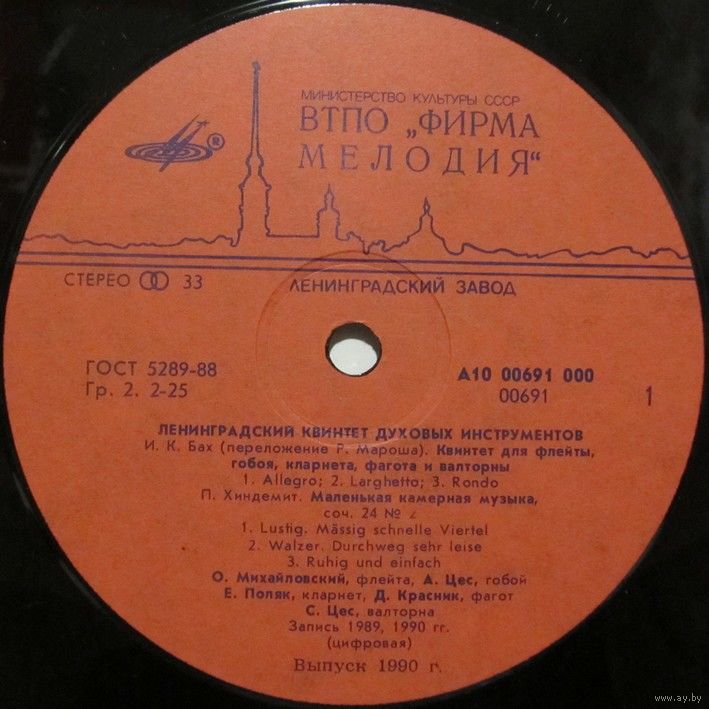 МИНИСТЕРСТВО КУЛЬТУРЫ СССР
ВТПО „ФИРМА
МЕЛОДИЯ“
®
СТЕРЕО 33
ЛЕНИНГРАДСКИЙ ЗАВОД
ГОСТ 5289-88
Гр. 2. 2-25
А10 00691 000
00691
1
ЛЕНИНГРАДСКИЙ КВИНТЕТ ДУХОВЫХ ИНСТРУМЕНТОВ
И. К. Бах (переложение Р. Мароша). Квинтет для флейты,
гобоя, кларнета, фагота и валторны
1. Allegro; 2. Larghetto; 3. Rondo
П. Хиндемит. Маленькая камерная музыка,
соч. 24 № 2
1. Lustig. Mässig schnelle Viertel
2. Walzer. Durchweg sehr leise
3. Ruhig und einfach
О. Михайловский, флейта, А. Цес, гобой
Е. Поляк, кларнет, Д. Красник, фагот
С. Цес, валторна
Запись 1989, 1990 гг.
(цифровая)
Выпуск 1990 г.
www.ay.by